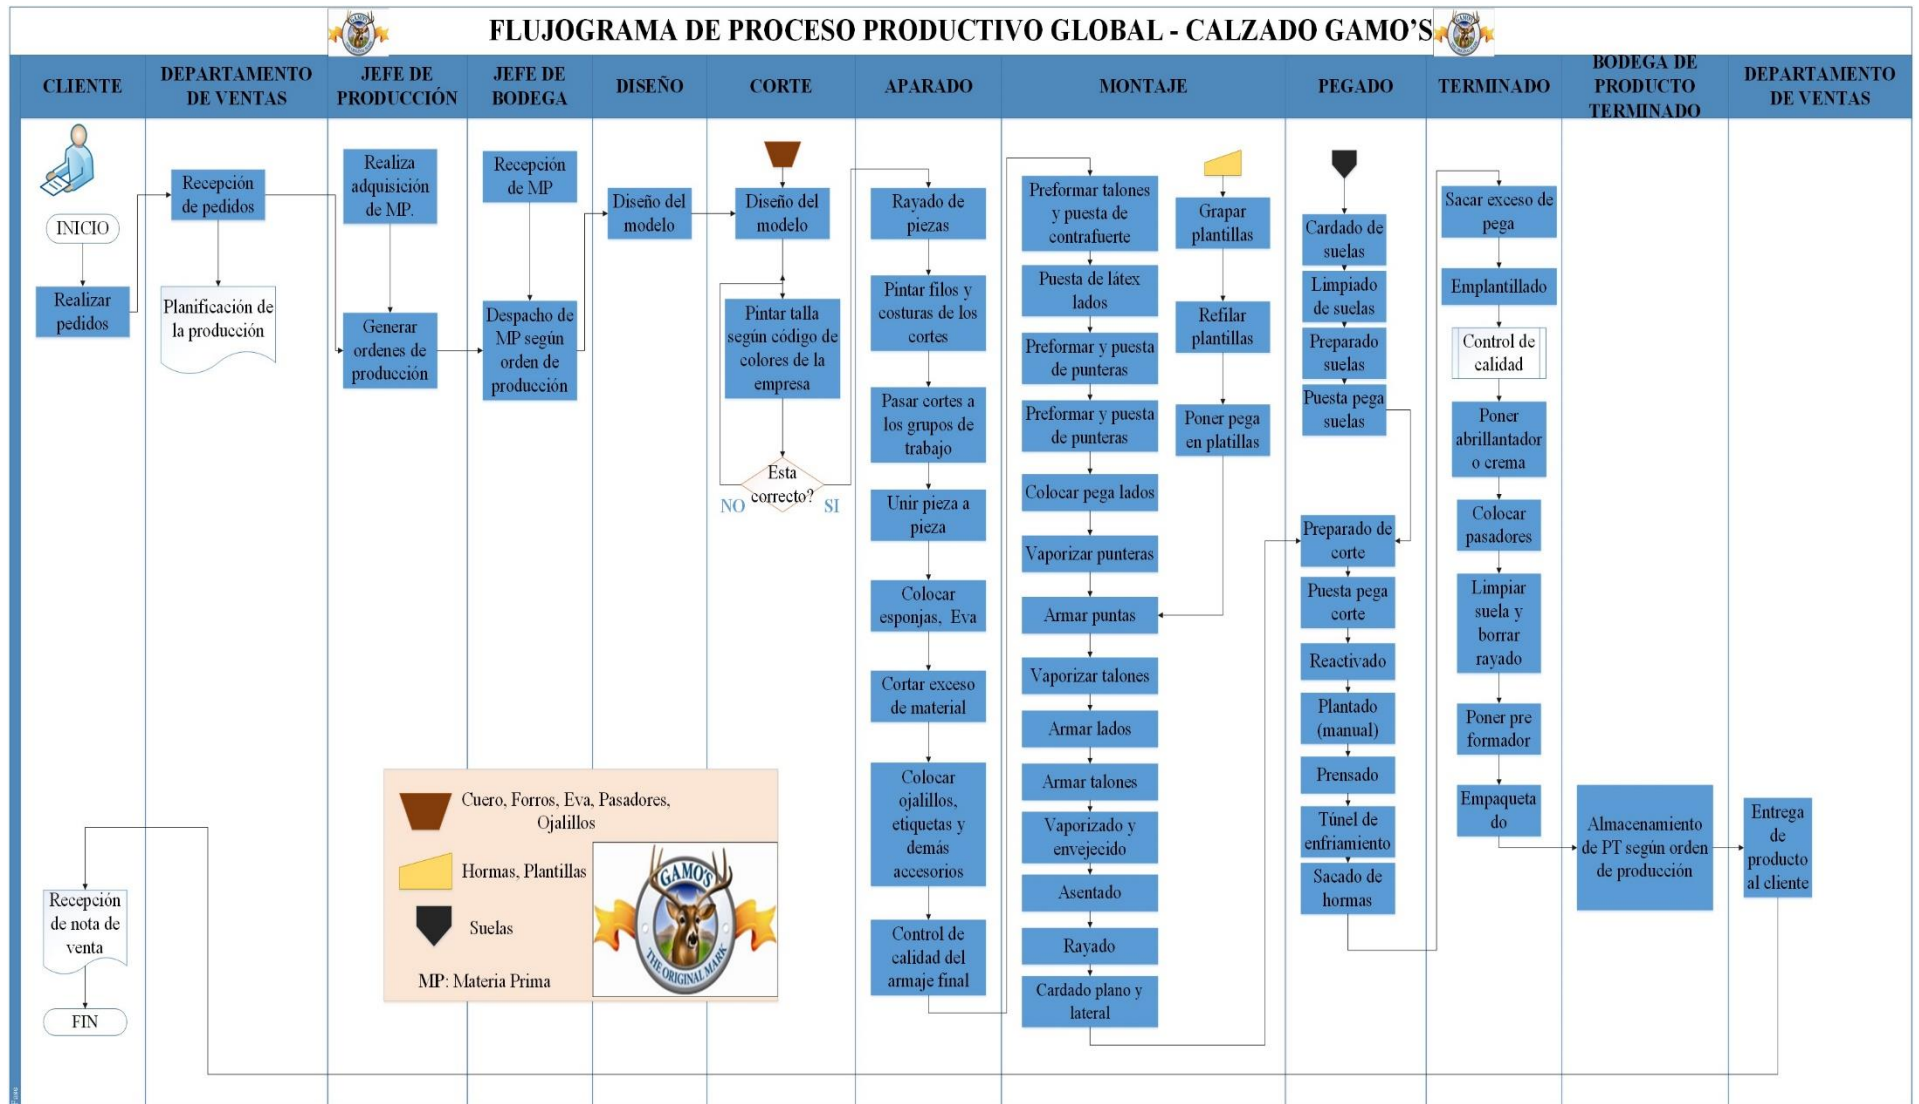 FLUJOGRAMA DE PROCESO PRODUCTIVO GLOBAL - CALZADO GAMO'S
CLIENTE
DEPARTAMENTO
DE VENTAS
JEFE DE
PRODUCCIÓN
JEFE DE
BODEGA
DISEÑO
CORTE
APARADO
MONTAJE
PEGADO
TERMINADO
BODEGA DE
PRODUCTO
TERMINADO
DEPARTAMENTO
DE VENTAS
INICIO
Realizar
pedidos
Recepción
de pedidos
Planificación de
la producción
Realiza
adquisición
de MP.
Generar
ordenes de
producción
Recepción
de MP
Despacho de
MP según
orden de
producción
Diseño del
modelo
Diseño del
modelo
Pintar talla
según código de
colores de la
empresa
Esta
correcto?
NO
SI
Rayado de
piezas
Pintar filos y
costuras de los
cortes
Pasar cortes a
los grupos de
trabajo
Unir pieza a
pieza
Colocar
esponjas, Eva
Cortar exceso
de material
Colocar
ojalillos,
etiquetas y
demás
accesorios
Control de
calidad del
armaje final
Preformar talones
y puesta de
contrafuerte
Puesta de látex
lados
Preformar y puesta
de punteras
Preformar y puesta
de punteras
Colocar pega lados
Vaporizar punteras
Armar puntas
Vaporizar talones
Armar lados
Armar talones
Vaporizado y
envejecido
Asentado
Rayado
Cardado plano y
lateral
Grapar
plantillas
Refilar
plantillas
Poner pega
en platillas
Cardado de
suelas
Limpiado
de suelas
Preparado
suelas
Puesta pega
suelas
Preparado de
corte
Puesta pega
corte
Reactivado
Plantado
(manual)
Prensado
Túnel de
enfriamiento
Sacado de
hormas
Sacar exceso de
pega
Emplantillado
Control de
calidad
Poner
abrillantador
o crema
Colocar
pasadores
Limpiar
suela y
borrar
rayado
Poner pre
formador
Empaqueta
do
Almacenamiento
de PT según orden
de producción
Entrega
de
producto
al cliente
Recepción
de nota de
venta
FIN
Cuero, Forros, Eva, Pasadores,
Ojalillos
Hormas, Plantillas
Suelas
MP: Materia Prima
GAMO'S
THE ORIGINAL MARK